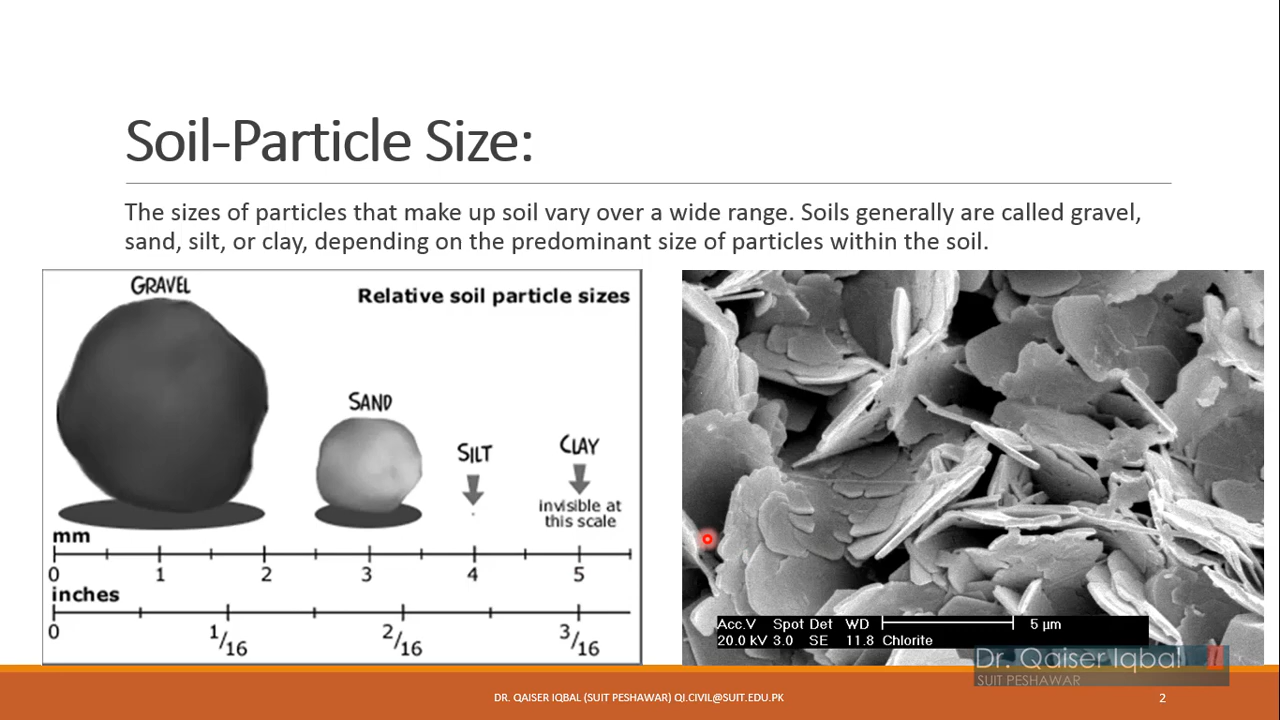 Soil-Particle Size:
The sizes of particles that make up soil vary over a wide range. Soils generally are called gravel,
sand, silt, or clay, depending on the predominant size of particles within the soil.
GRAVEL
Relative soil particle sizes
SAND
SILT
CLAY
invisible at
this scale
mm
0 1 2 3 4 5
inches
0 1/16 2/16 3/16
Acc.V Spot Det WD 5 µm
20.0 kV 3.0 SE 11.8 Chlorite
Dr. Qaiser Iqbal
SUIT PESHAWAR
DR. QAISER IQBAL (SUIT PESHAWAR) QI.CIVIL@SUIT.EDU.PK
2